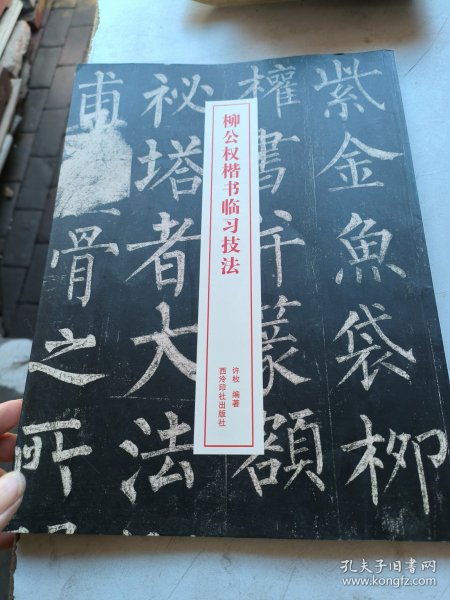 紫金魚袋柳
權書并篆額
柳公权楷书临习技法
许枚 编著
西泠印社出版社
祕塔者大法
骨之所
孔夫子旧书网
www.kongfz.com